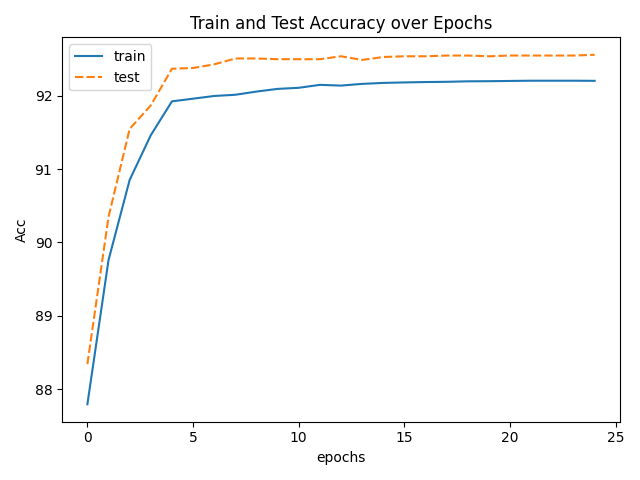 Train and Test Accuracy over Epochs
train
test
92
91
90
89
88
Acc
0 5 10 15 20 25
epochs